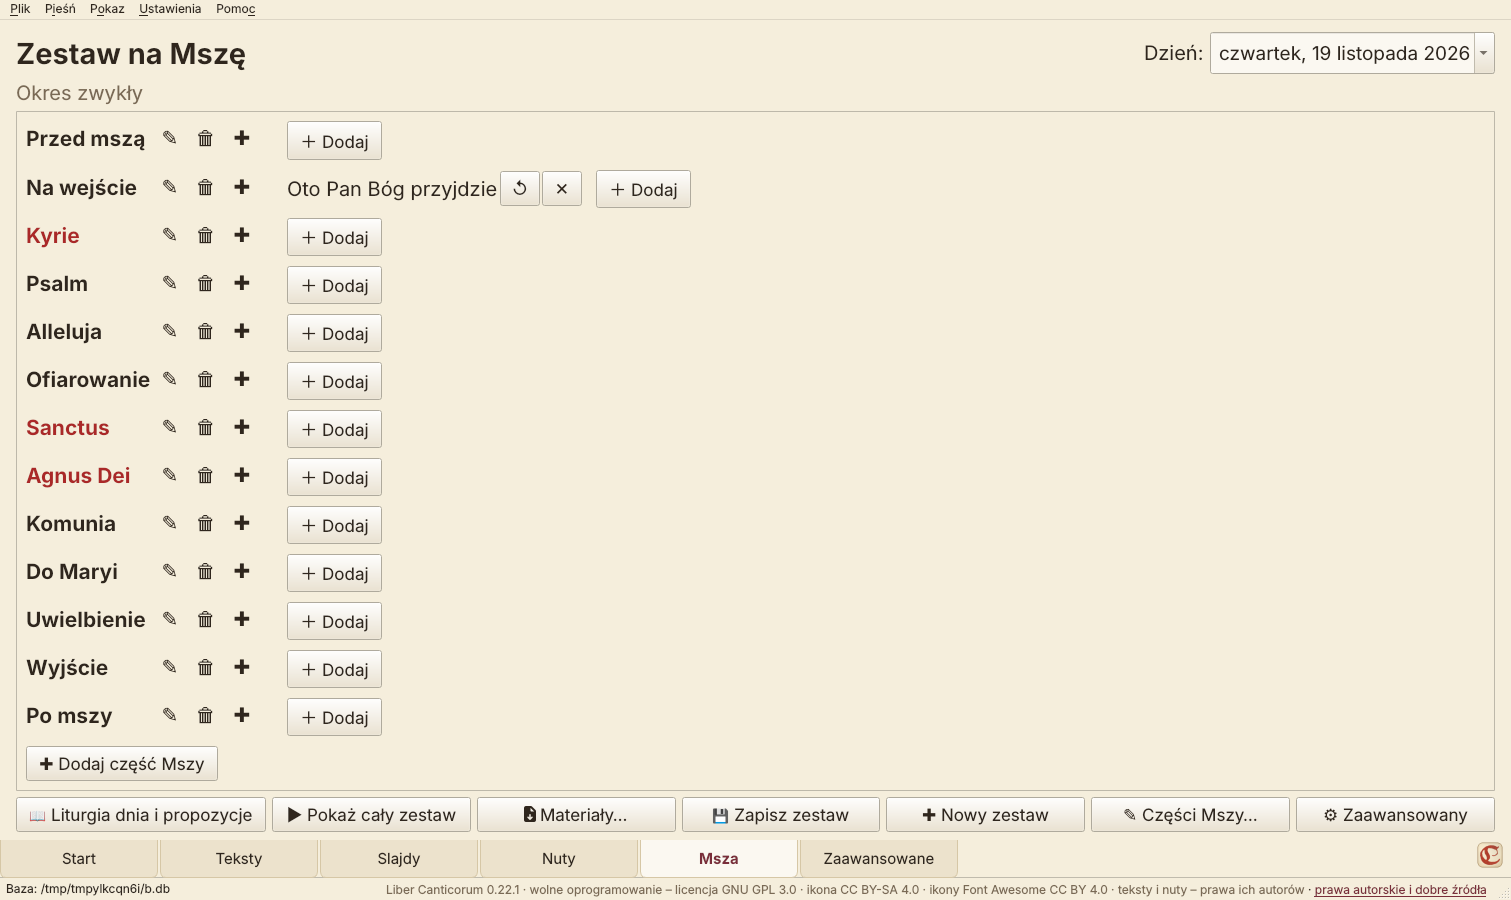 Plik Pieśń Pokaz Ustawienia Pomoc
Zestaw na Mszę
Dzień: czwartek, 19 listopada 2026
Okres zwykły
Przed mszą ✎ 🗑 ✚ + Dodaj
Na wejście ✎ 🗑 ✚ Oto Pan Bóg przyjdzie ↺ ✕ + Dodaj
Kyrie ✎ 🗑 ✚ + Dodaj
Psalm ✎ 🗑 ✚ + Dodaj
Alleluja ✎ 🗑 ✚ + Dodaj
Ofiarowanie ✎ 🗑 ✚ + Dodaj
Sanctus ✎ 🗑 ✚ + Dodaj
Agnus Dei ✎ 🗑 ✚ + Dodaj
Komunia ✎ 🗑 ✚ + Dodaj
Do Maryi ✎ 🗑 ✚ + Dodaj
Uwielbienie ✎ 🗑 ✚ + Dodaj
Wyjście ✎ 🗑 ✚ + Dodaj
Po mszy ✎ 🗑 ✚ + Dodaj
✚ Dodaj część Mszy
📖 Liturgia dnia i propozycje ▶ Pokaż cały zestaw Materiały... 💾 Zapisz zestaw ✚ Nowy zestaw ✎ Części Mszy... ⚙ Zaawansowany
Start Teksty Slajdy Nuty Msza Zaawansowane
Baza: /tmp/tmpylkcqn6i/b.db Liber Canticorum 0.22.1 · wolne oprogramowanie – licencja GNU GPL 3.0 · ikona CC BY-SA 4.0 · ikony Font Awesome CC BY 4.0 · teksty i nuty – prawa ich autorów · prawa autorskie i dobre źródła